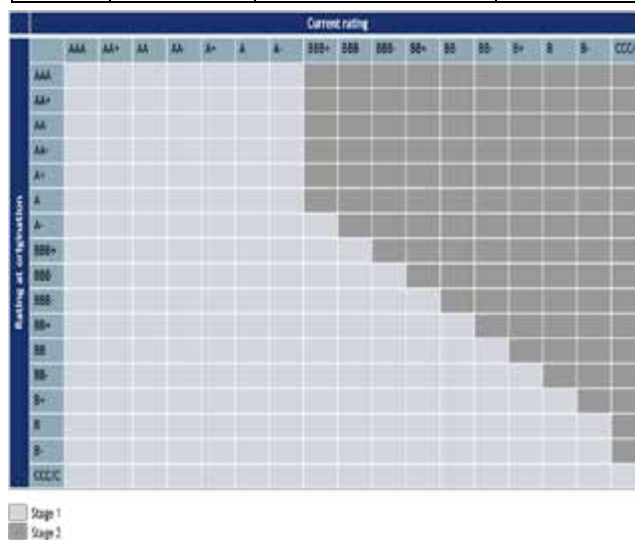 Current rating
AAA AA+ AA AA- A+ A A- BBB+ BBB BBB- BB+ BB BB- B+ B B- CCC/
Rating at origination
AAA
AA+
AA
AA-
A+
A
A-
BBB+
BBB
BBB-
BB+
BB
BB-
B+
B
B-
CCC/C
Stage 1
Stage 2